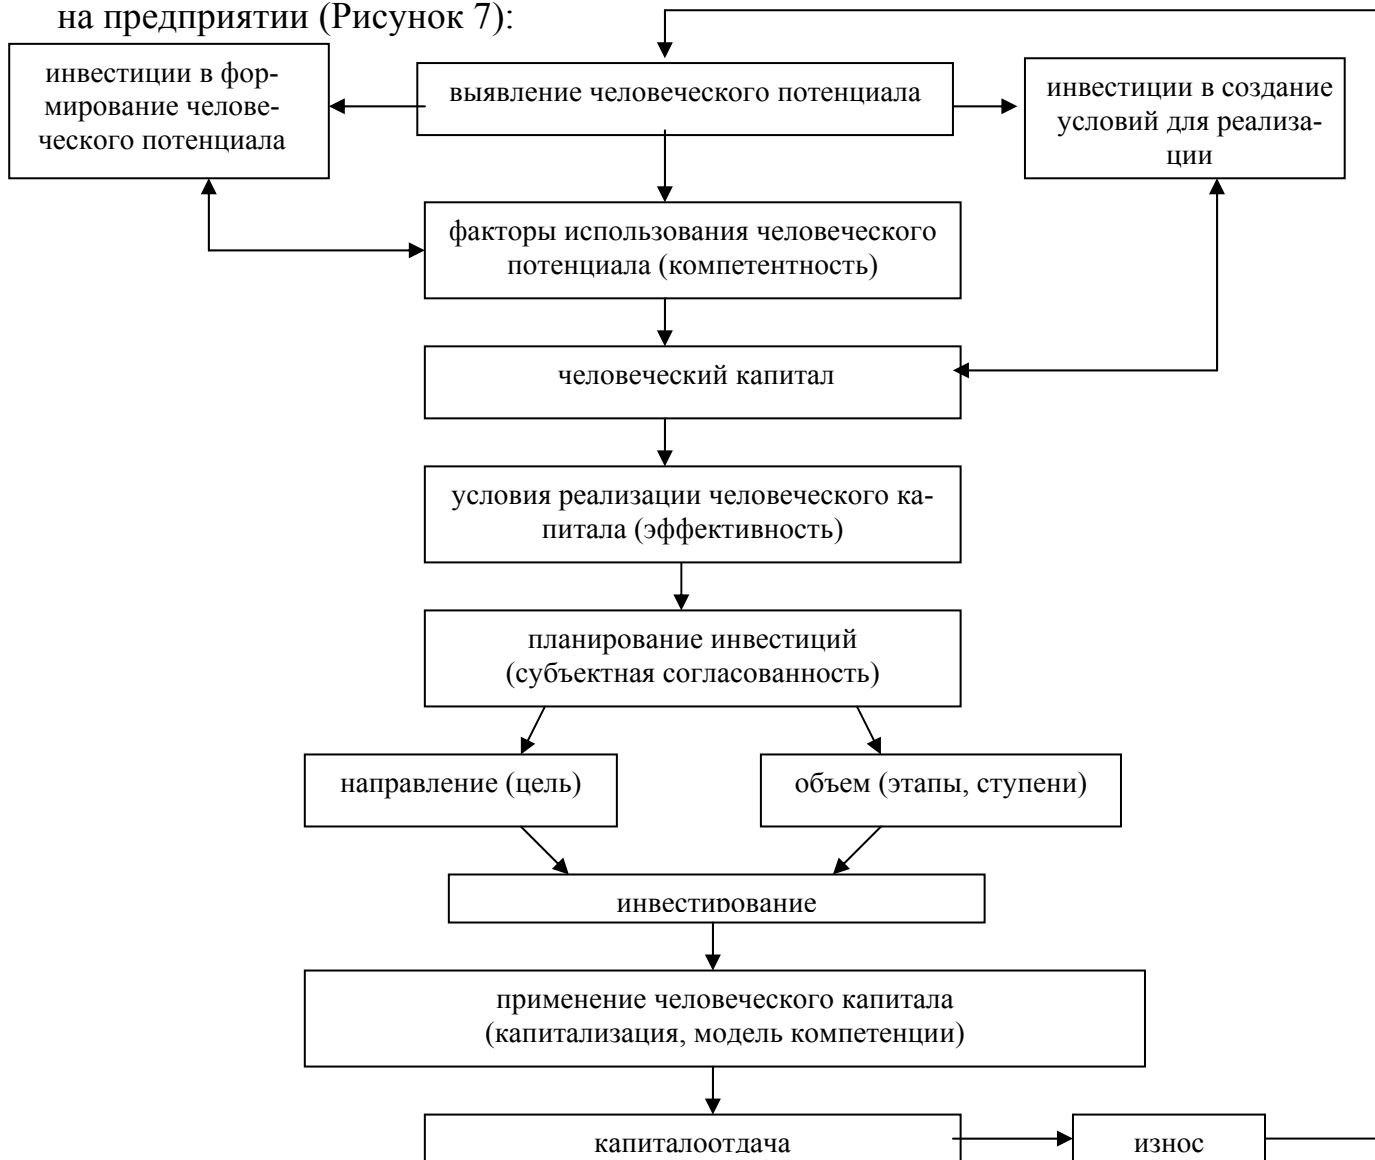 на предприятии (Рисунок 7):
инвестиции в фор-
мирование челове-
ческого потенциала
выявление человеческого потенциала
инвестиции в создание
условий для реализа-
ции
факторы использования человеческого
потенциала (компетентность)
человеческий капитал
условия реализации человеческого ка-
питала (эффективность)
планирование инвестиций
(субъектная согласованность)
направление (цель)
объем (этапы, ступени)
инвестирование
применение человеческого капитала
(капитализация, модель компетенции)
капиталоотдача
износ